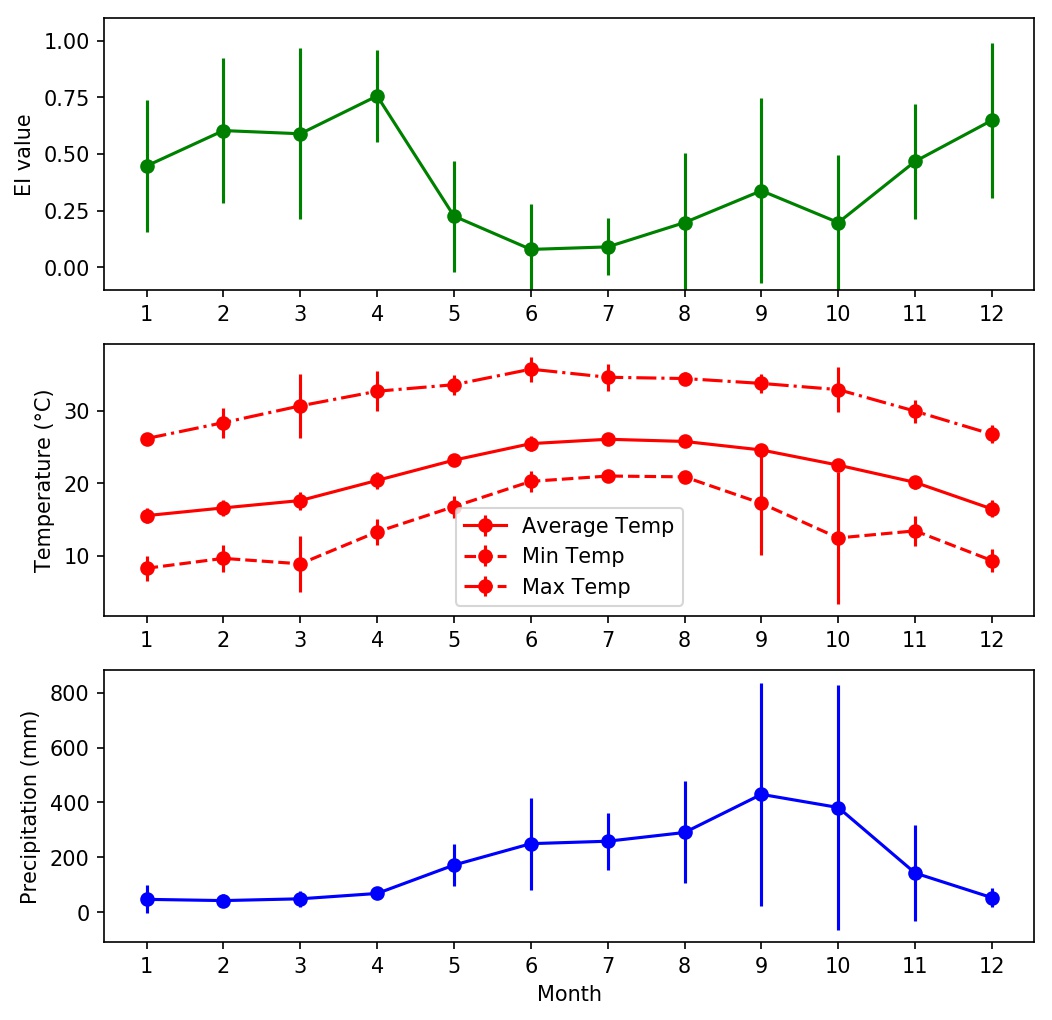 1.00
0.75
0.50
0.25
0.00
EI value
1 2 3 4 5 6 7 8 9 10 11 12
30
20
10
Temperature (°C)
Average Temp
Min Temp
Max Temp
1 2 3 4 5 6 7 8 9 10 11 12
800
600
400
200
0
Precipitation (mm)
1 2 3 4 5 6 7 8 9 10 11 12
Month